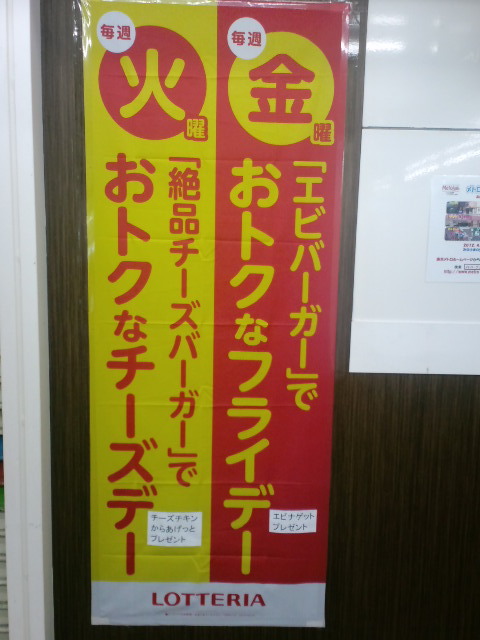 毎週
金
曜
「エビバーガー」で
おトクなフライデー
エビナゲット
プレゼント
毎週
火
曜
「絶品チーズバーガー」で
おトクなチーズデー
チーズチキン
からあげっと
プレゼント
LOTTERIA